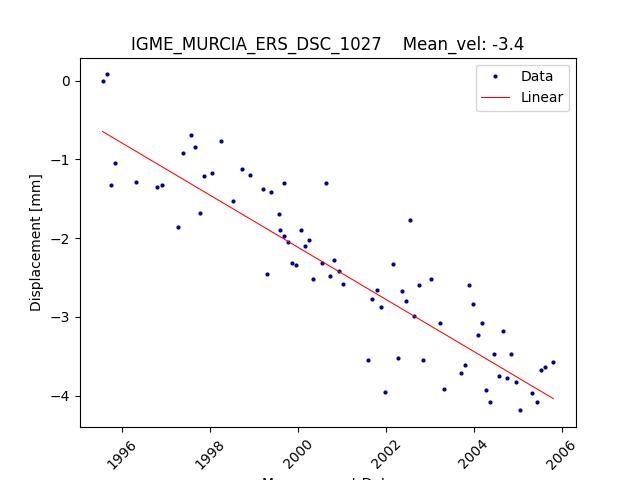 IGME_MURCIA_ERS_DSC_1027 Mean_vel: -3.4
Data
Linear
0
−1
−2
−3
−4
Displacement [mm]
1996
1998
2000
2002
2004
2006